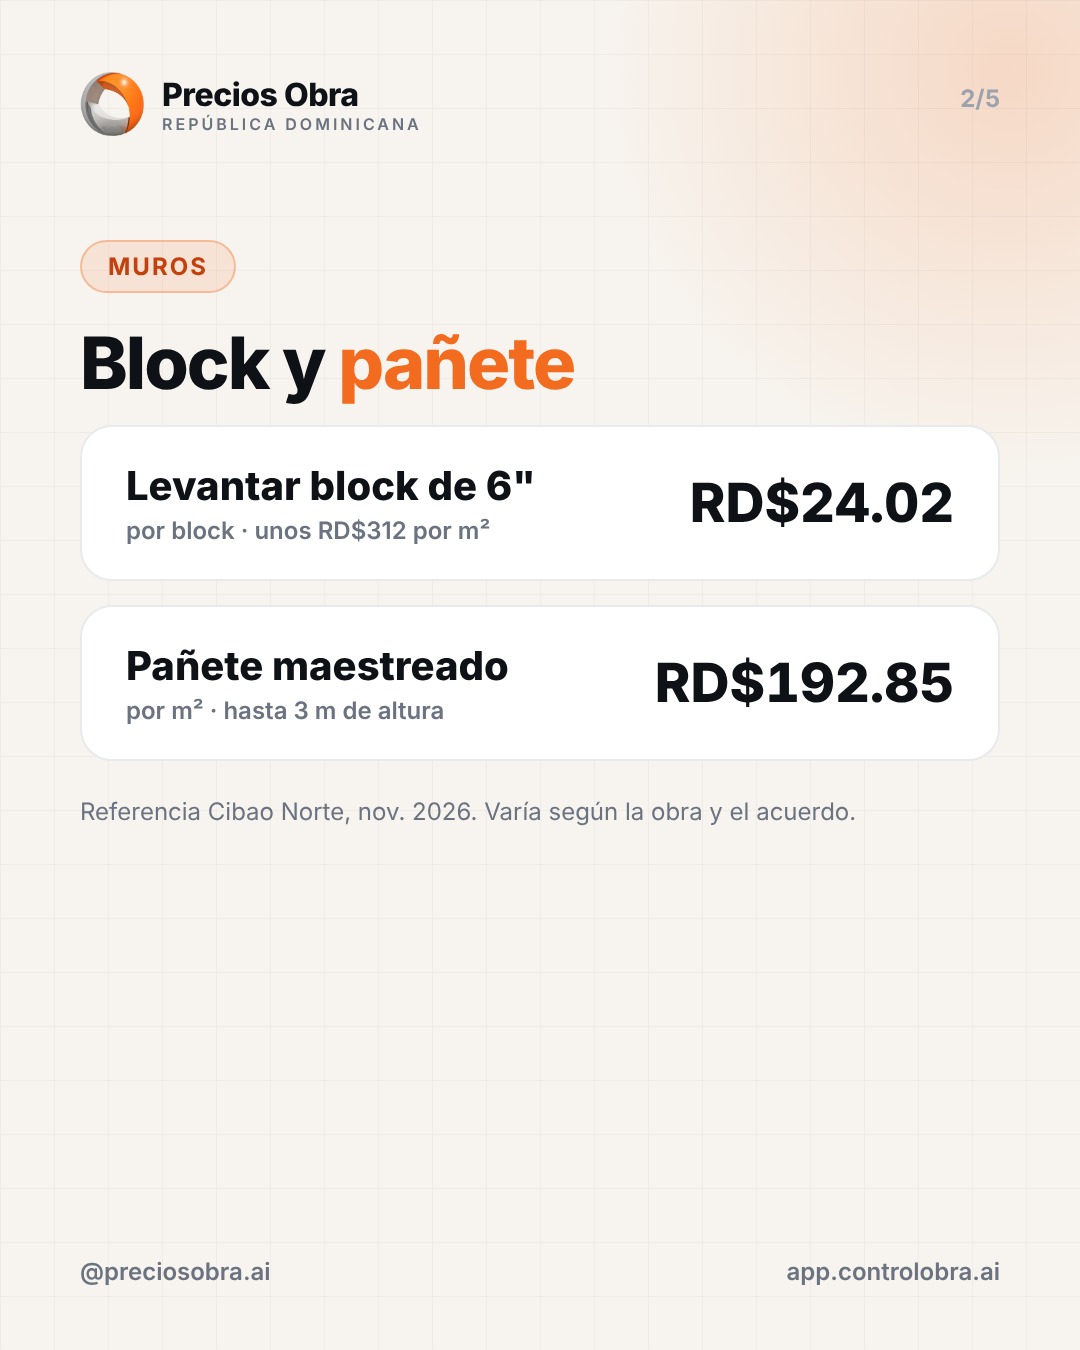 Precios Obra
REPÚBLICA DOMINICANA
2/5
MUROS
Block y pañete
Levantar block de 6"
por block · unos RD$312 por m²
RD$24.02
Pañete maestreado
por m² · hasta 3 m de altura
RD$192.85
Referencia Cibao Norte, nov. 2026. Varía según la obra y el acuerdo.
@preciosobra.ai
app.controlobra.ai